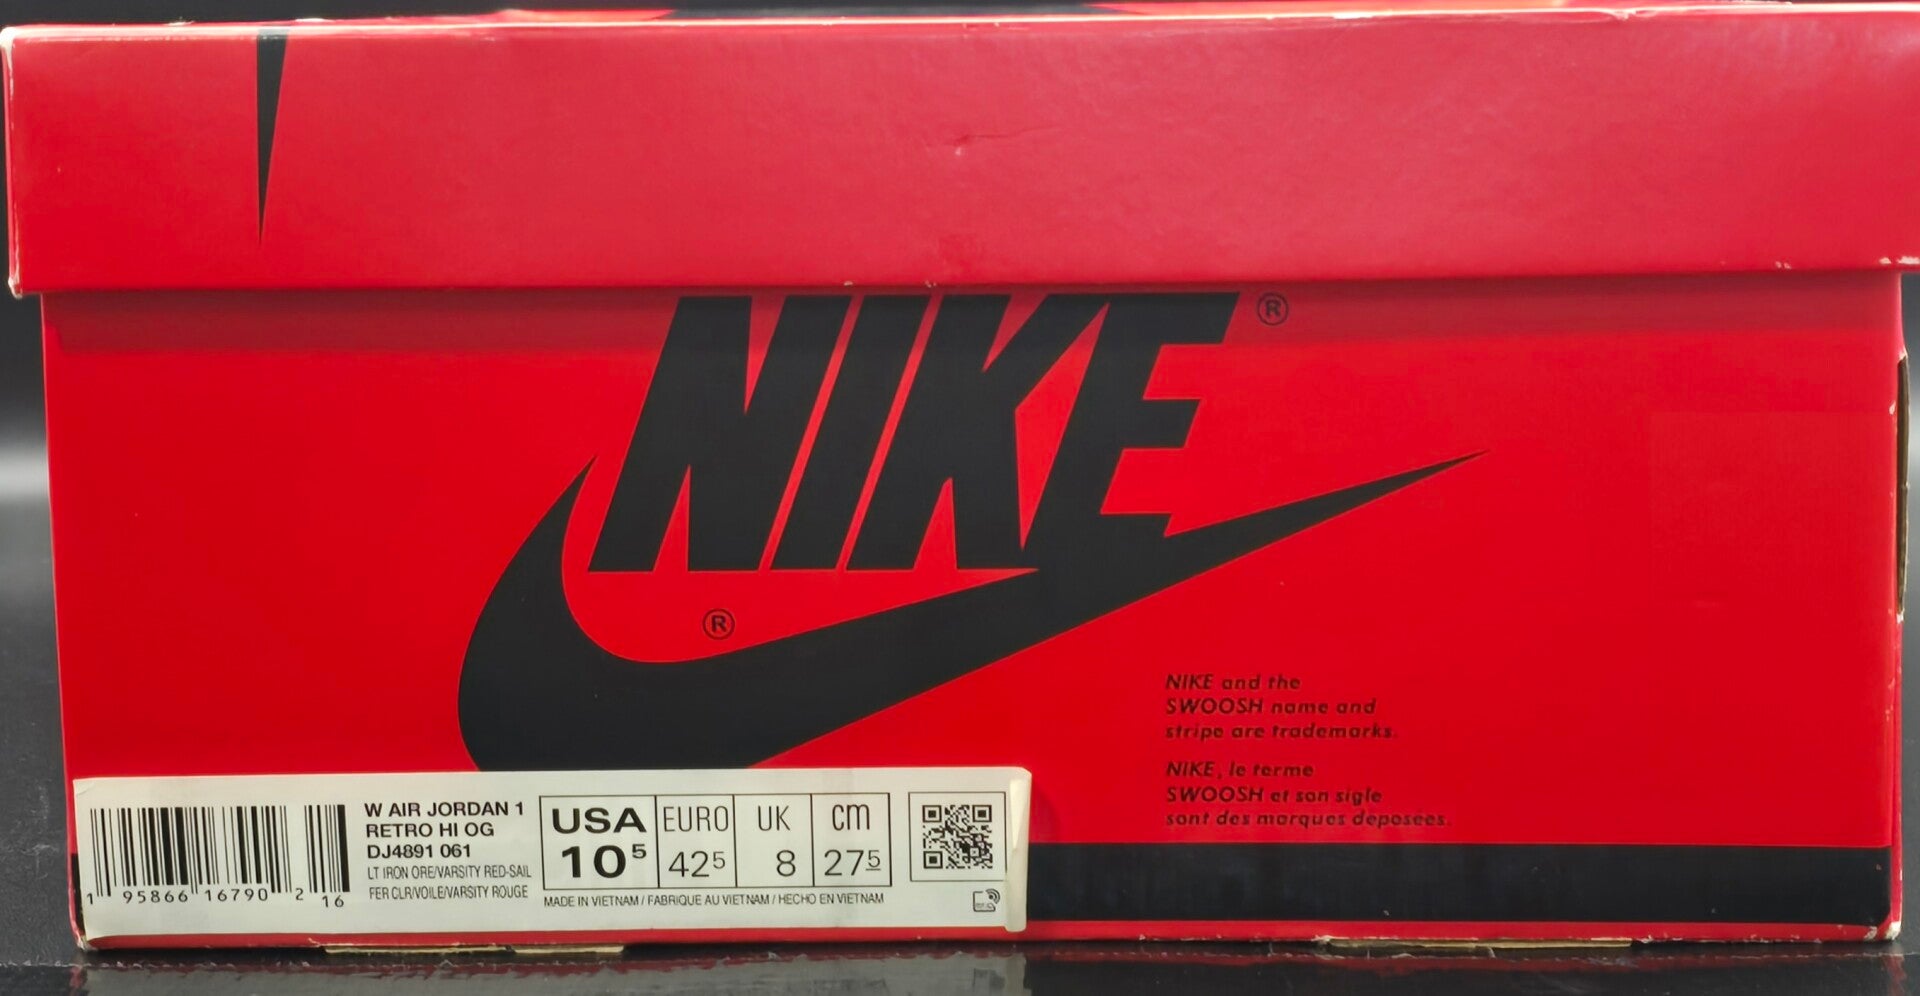 NIKE ®
®
NIKE and the
SWOOSH name and
stripe are trademarks.
NIKE, le terme
SWOOSH et son sigle
sont des marques déposées.
W AIR JORDAN 1
RETRO HI OG
DJ4891 061
LT IRON ORE/VARSITY RED-SAIL
FER CLR/VOILE/VARSITY ROUGE
1 95866 16790 2 16
USA EURO UK cm
10⁵ 42⁵ 8 27⁵
MADE IN VIETNAM / FABRIQUE AU VIETNAM / HECHO EN VIETNAM